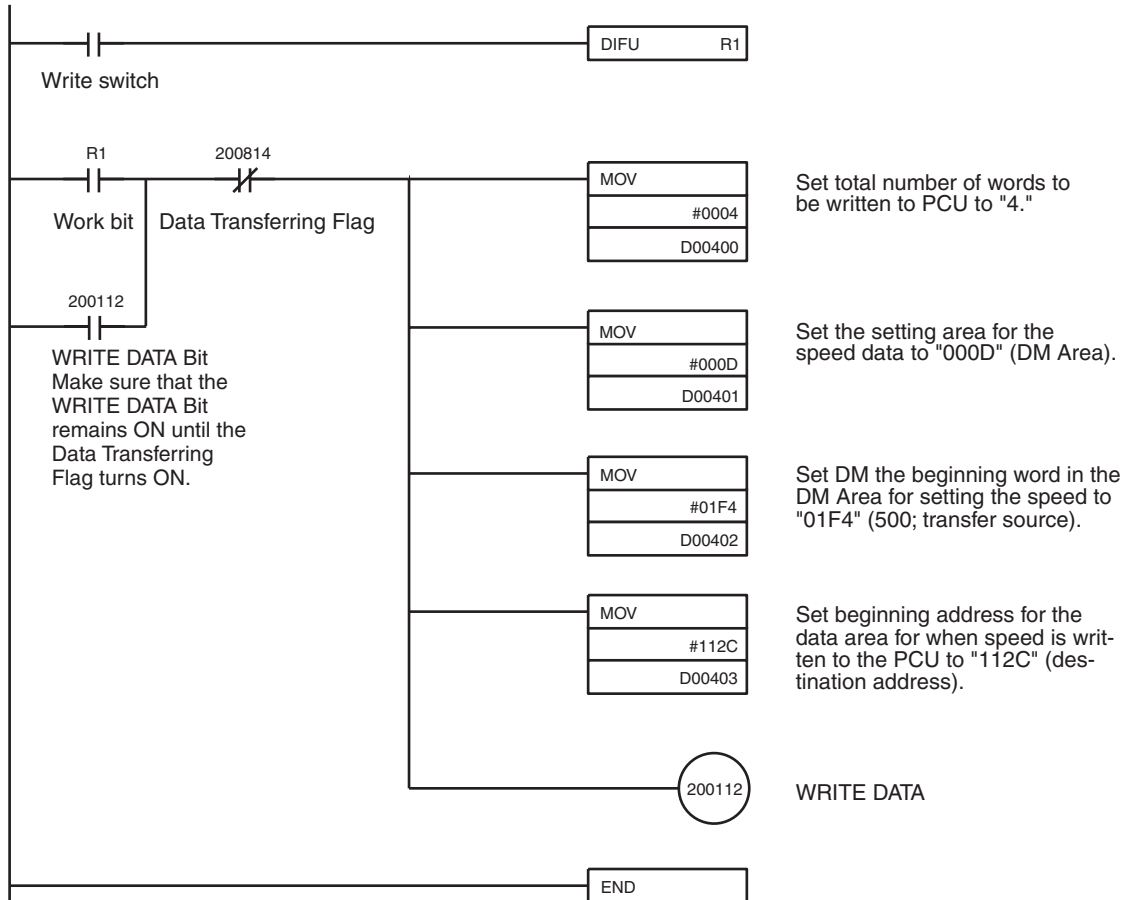 DIFU R1
Write switch
R1 200814
MOV
#0004
D00400
Set total number of words to
be written to PCU to "4."
Work bit Data Transferring Flag
200112
WRITE DATA Bit
Make sure that the
WRITE DATA Bit
remains ON until the
Data Transferring
Flag turns ON.
MOV
#000D
D00401
Set the setting area for the
speed data to "000D" (DM Area).
MOV
#01F4
D00402
Set DM the beginning word in the
DM Area for setting the speed to
"01F4" (500; transfer source).
MOV
#112C
D00403
Set beginning address for the
data area for when speed is writ-
ten to the PCU to "112C" (des-
tination address).
200112 WRITE DATA
END